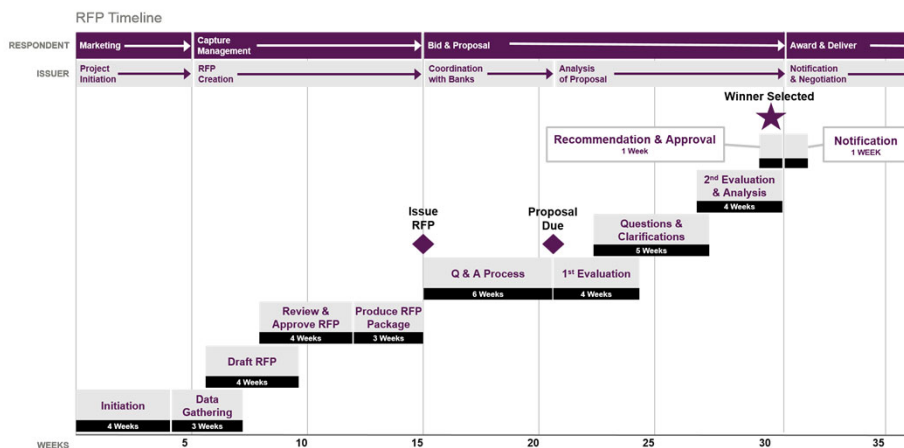 RFP Timeline
RESPONDENT
Marketing
Capture
Management
Bid & Proposal
Award & Deliver
ISSUER
Project
Initiation
RFP
Creation
Coordination
with Banks
Analysis
of Proposal
Notification
& Negotiation
Winner Selected
Recommendation & Approval
1 Week
Notification
1 WEEK
2nd Evaluation
& Analysis
4 Weeks
Issue
RFP
Proposal
Due
Questions &
Clarifications
5 Weeks
Q & A Process
6 Weeks
1st Evaluation
4 Weeks
Review &
Approve RFP
4 Weeks
Produce RFP
Package
3 Weeks
Draft RFP
4 Weeks
Initiation
4 Weeks
Data
Gathering
3 Weeks
WEEKS
5
10
15
20
25
30
35